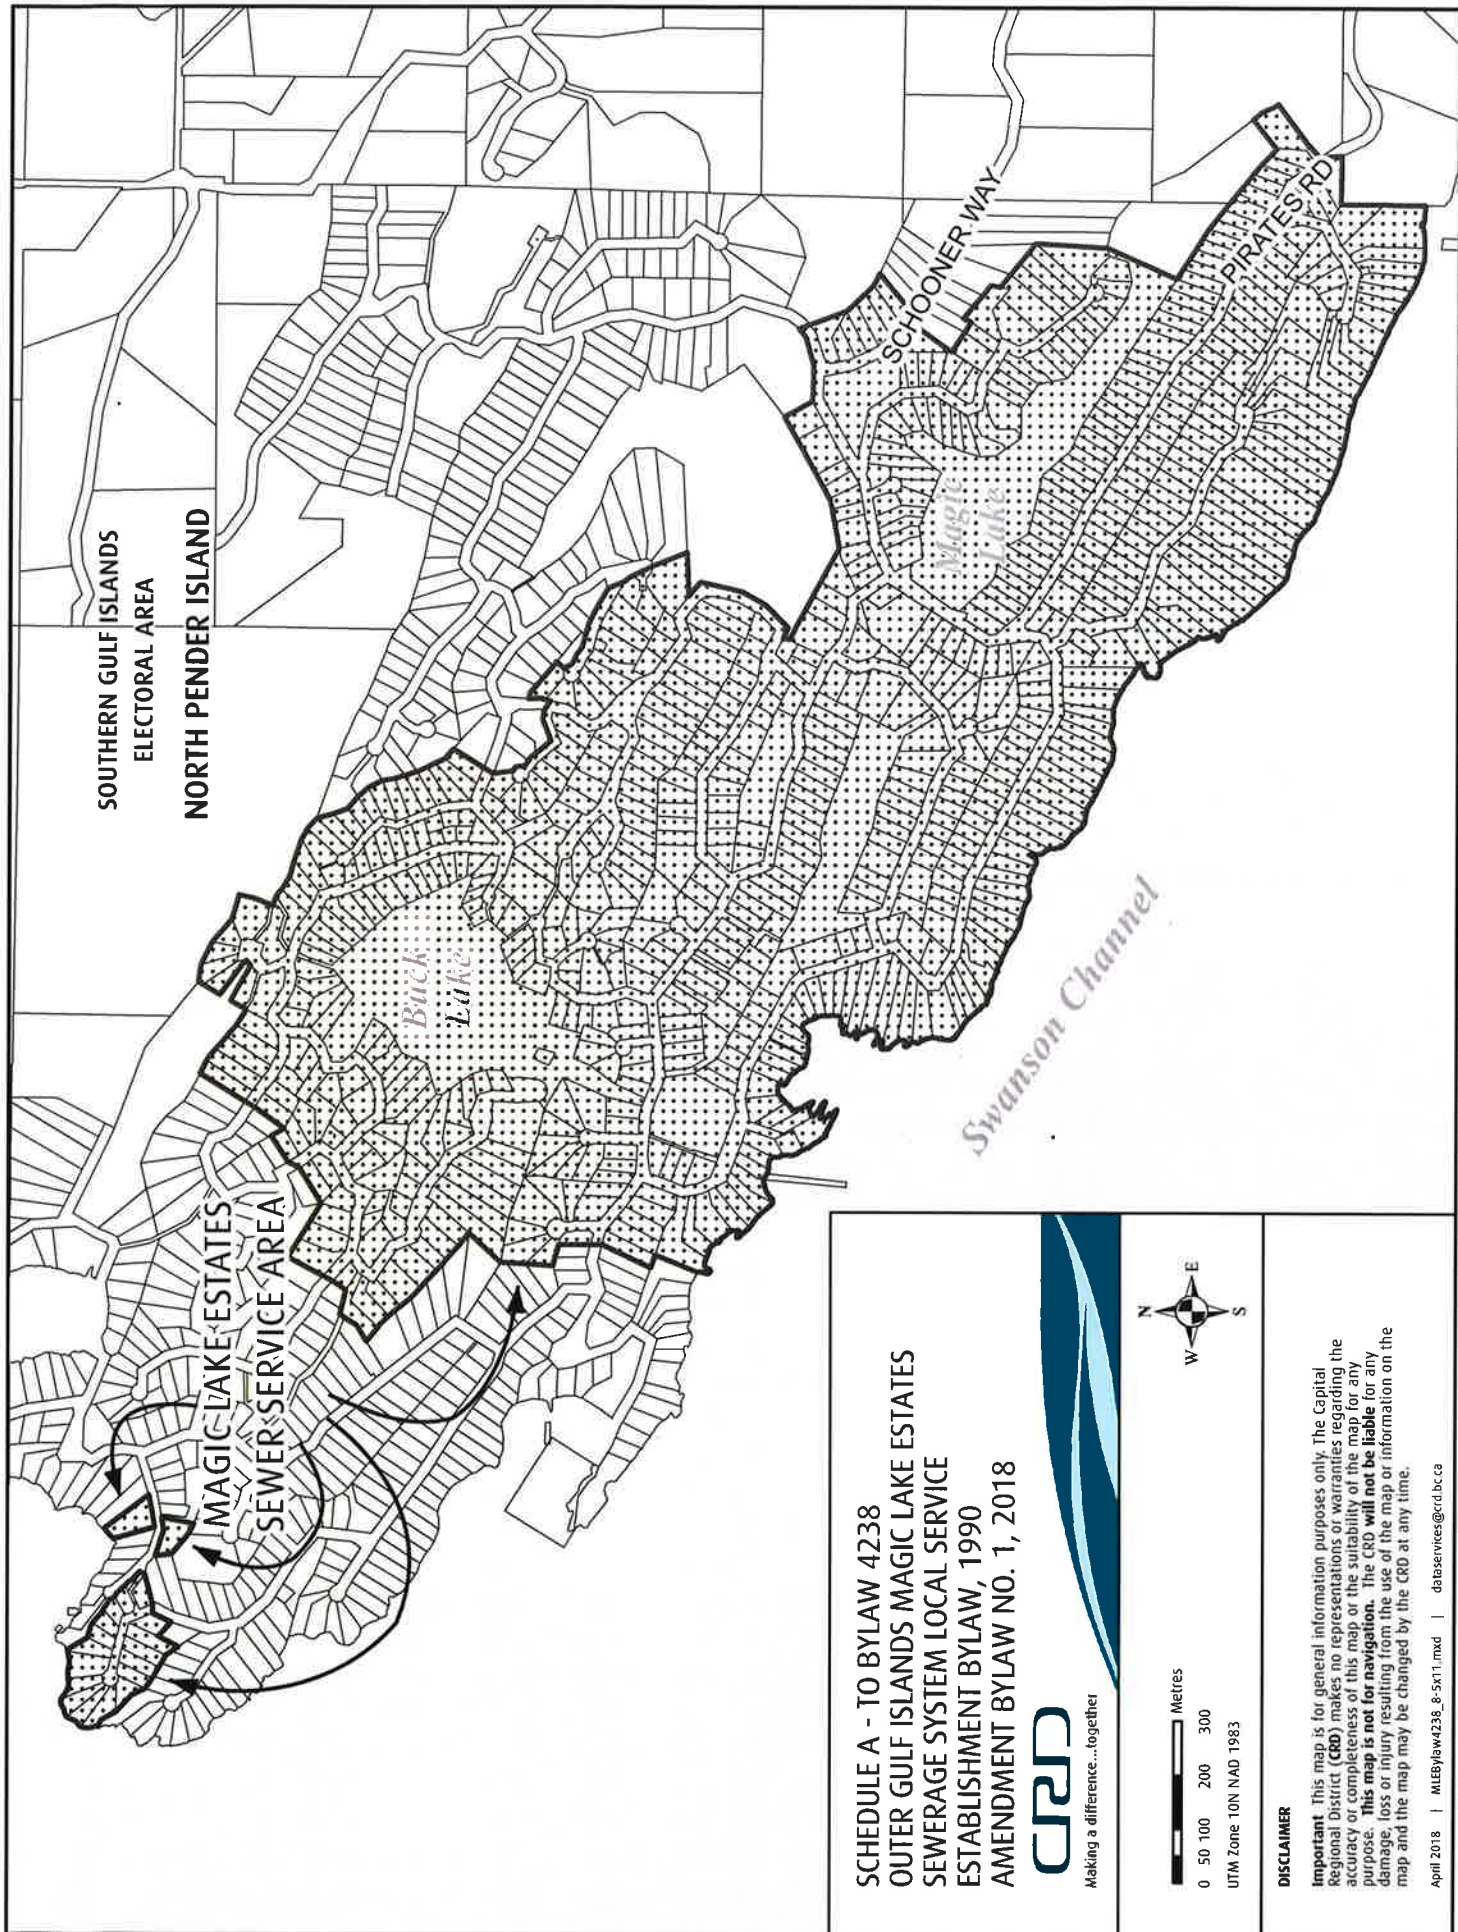 SOUTHERN GULF ISLANDS
ELECTORAL AREA
NORTH PENDER ISLAND
MAGIC LAKE ESTATES
SEWER SERVICE AREA
Buck
Lake
Magic
Lake
SCHOONER WAY
PIRATES RD
Swanson Channel
SCHEDULE A - TO BYLAW 4238
OUTER GULF ISLANDS MAGIC LAKE ESTATES
SEWERAGE SYSTEM LOCAL SERVICE
ESTABLISHMENT BYLAW, 1990
AMENDMENT BYLAW NO. 1, 2018
CRD
Making a difference...together
N
W E
S
Metres
0 50 100 200 300
UTM Zone 10N NAD 1983
DISCLAIMER
Important This map is for general information purposes only. The Capital
Regional District (CRD) makes no representations or warranties regarding the
accuracy or completeness of this map or the suitability of the map for any
purpose. This map is not for navigation. The CRD will not be liable for any
damage, loss or injury resulting from the use of the map or information on the
map and the map may be changed by the CRD at any time.
April 2018 | MLEBylaw4238_8-5x11.mxd | dataservices@crd.bc.ca